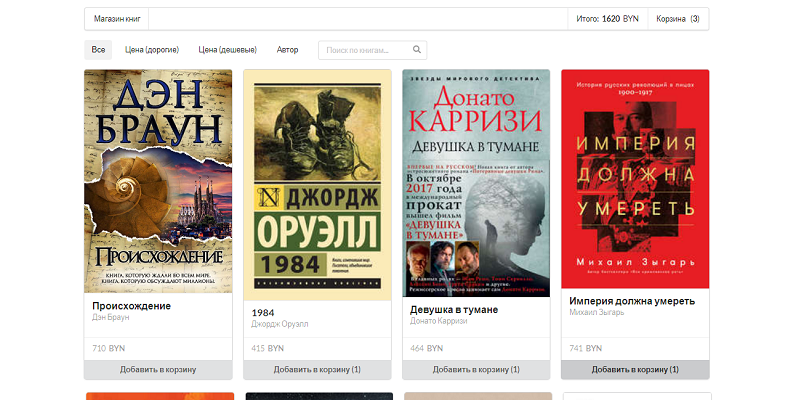 Магазин книг
Итого: 1620 BYN
Корзина (3)
Все
Цена (дорогие)
Цена (дешевые)
Автор
Поиск по книгам...
ДЭН
БРАУН
ПРОИСХОЖДЕНИЕ
КНИГА, КОТОРУЮ ЖДАЛИ ВО ВСЕМ МИРЕ.
КНИГА, КОТОРУЮ ОБСУЖДАЮТ МИЛЛИОНЫ.
Происхождение
Дэн Браун
710 BYN
Добавить в корзину
ДЖОРДЖ
ОРУЭЛЛ
1984
1984
Джордж Оруэлл
415 BYN
Добавить в корзину (1)
ЗВЕЗДЫ МИРОВОГО ДЕТЕКТИВА
Донато
КАРРИЗИ
ДЕВУШКА В ТУМАНЕ
ВПЕРВЫЕ НА РУССКОМ! Новая книга от автора
В ОКТЯБРЕ
2017 ГОДА
в международный
ПРОКАТ
вышел фильм
«ДЕВУШКА
В ТУМАНЕ»
Девушка в тумане
Донато Карризи
464 BYN
Добавить в корзину (1)
История русских революций в лицах
1900–1917
ИМПЕРИЯ
ДОЛЖНА
УМЕРЕТЬ
Михаил Зыгарь
Империя должна умереть
Михаил Зыгарь
741 BYN
Добавить в корзину (1)